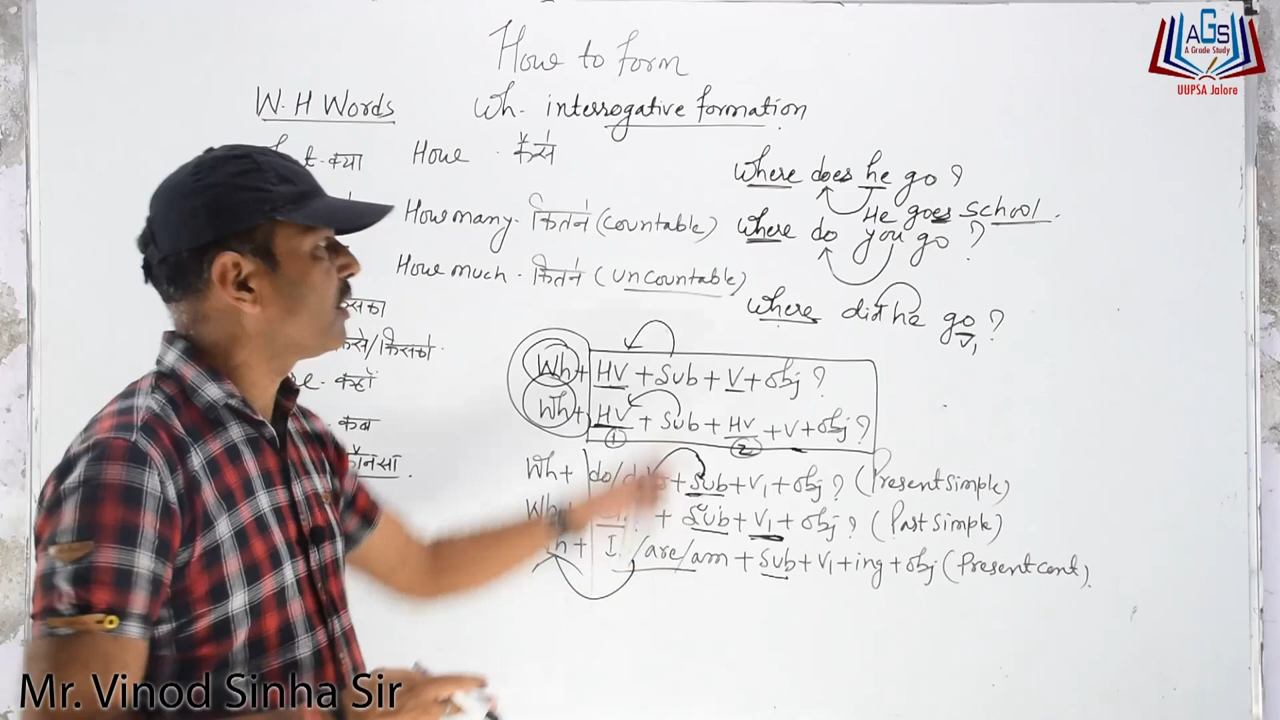 How to form
W.H Words
Wh- interrogative formation
क्या
How - कैसे
How many - कितने (Countable)
How much - कितने (uncountable)
किसे/किसको
- कहाँ
- कब
कौनसा.
Where does he go?
He goes School.
Where do you go?
Where did he go?
V1
Wh + HV + Sub + V + obj ?
Wh + HV + Sub + HV + V + obj ?
1 2
Wh + do/ + Sub + V1 + obj ? (Present Simple)
+ Sub + V1 + obj ? (Past Simple)
/are/am + Sub + V1 + ing + obj (Present cont).
AGS
A Grade Study
UUPSA Jalore
Mr. Vinod Sinha Sir